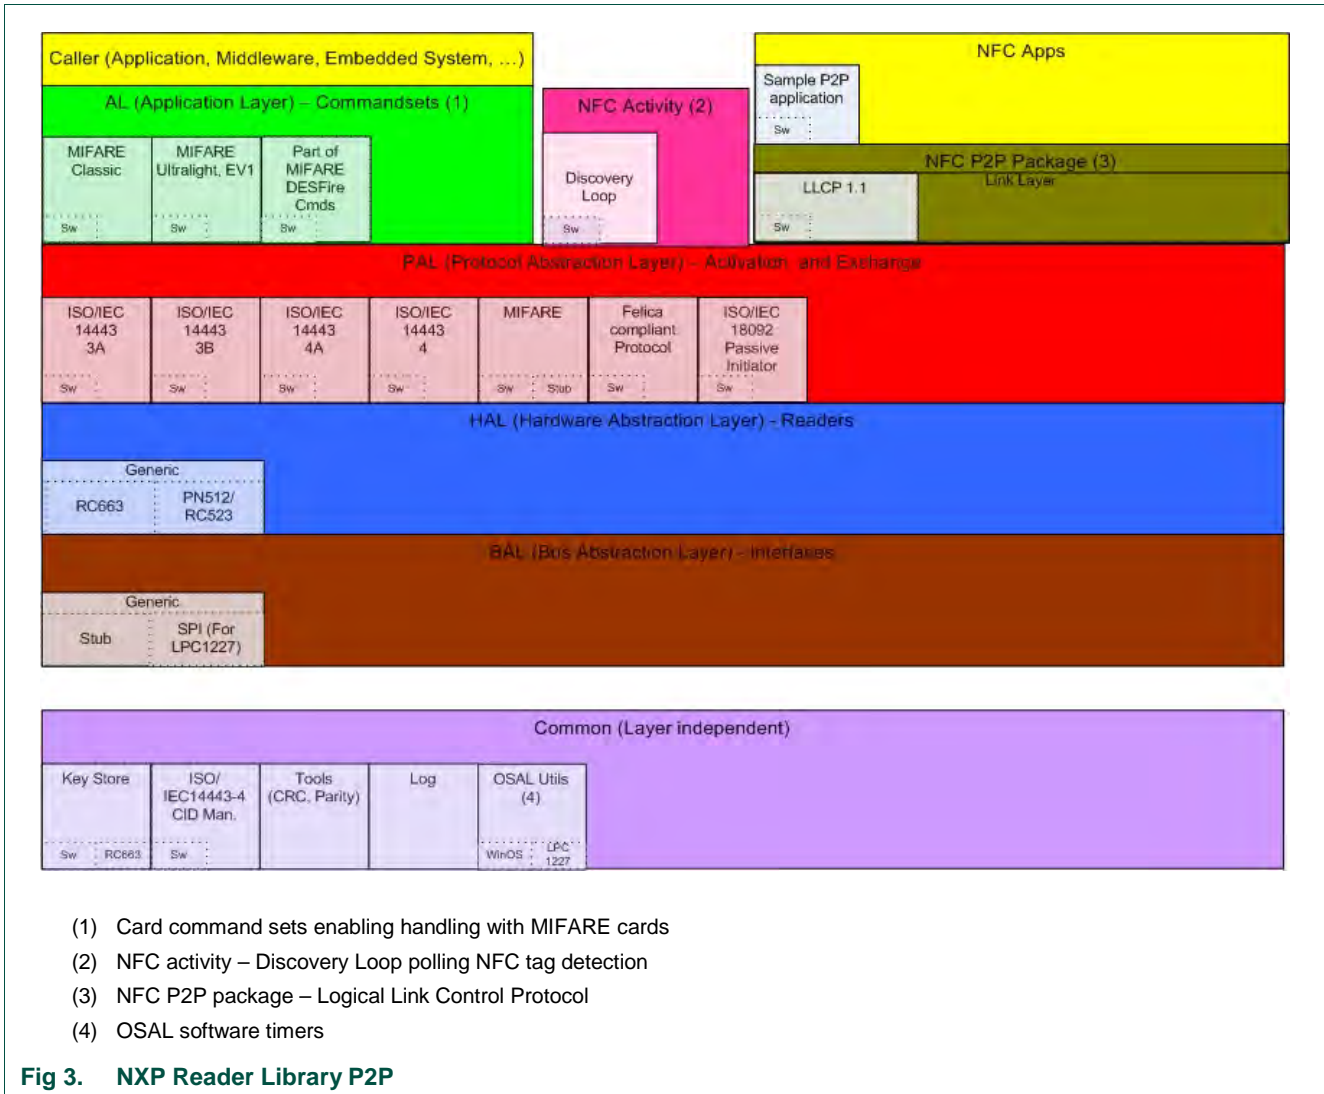 Caller (Application, Middleware, Embedded System, …)
AL (Application Layer) – Commandsets (1)
MIFARE
Classic
Sw
MIFARE
Ultralight, EV1
Sw
Part of
MIFARE
DESFire
Cmds
Sw
NFC Activity (2)
Discovery
Loop
Sw
NFC Apps
Sample P2P
application
Sw
NFC P2P Package (3)
Link Layer
LLCP 1.1
Sw
PAL (Protocol Abstraction Layer) – Activation and Exchange
ISO/IEC
14443
3A
Sw
ISO/IEC
14443
3B
Sw
ISO/IEC
14443
4A
Sw
ISO/IEC
14443
4
Sw
MIFARE
Sw Stub
Felica
compliant
Protocol
Sw
ISO/IEC
18092
Passive
Initiator
Sw
HAL (Hardware Abstraction Layer) - Readers
Generic
RC663
PN512/
RC523
BAL (Bus Abstraction Layer) - Interfaces
Generic
Stub
SPI (For
LPC1227)
Common (Layer independent)
Key Store
Sw RC663
ISO/
IEC14443-4
CID Man.
Sw
Tools
(CRC, Parity)
Log
OSAL Utils
(4)
WinOS
LPC
1227
(1) Card command sets enabling handling with MIFARE cards
(2) NFC activity – Discovery Loop polling NFC tag detection
(3) NFC P2P package – Logical Link Control Protocol
(4) OSAL software timers
Fig 3. NXP Reader Library P2P